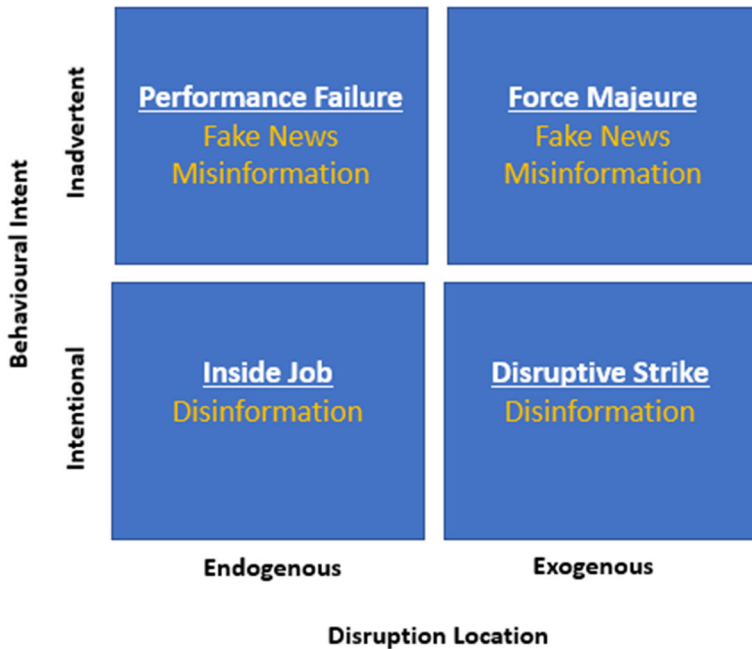 Behavioural Intent
Inadvertent
Performance Failure
Fake News
Misinformation
Force Majeure
Fake News
Misinformation
Intentional
Inside Job
Disinformation
Disruptive Strike
Disinformation
Endogenous
Exogenous
Disruption Location